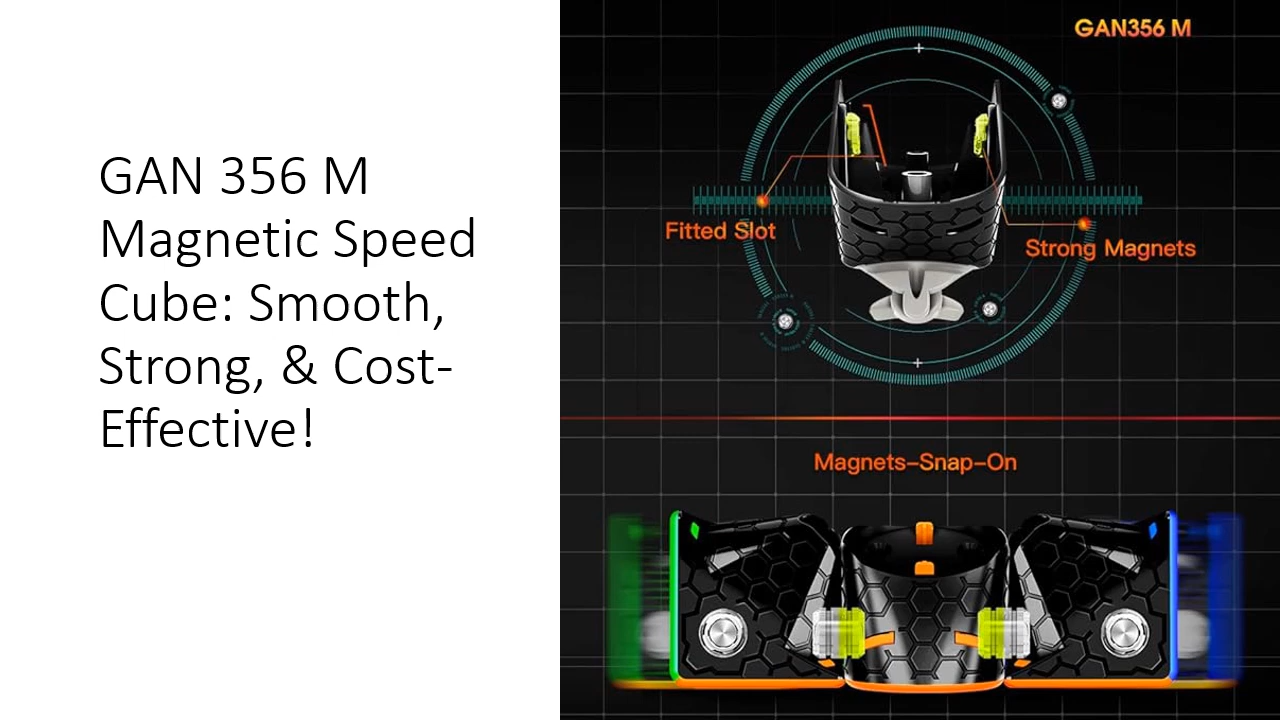 GAN 356 M
Magnetic Speed
Cube: Smooth,
Strong, & Cost-
Effective!
GAN356 M
Fitted Slot
Strong Magnets
Magnets-Snap-On